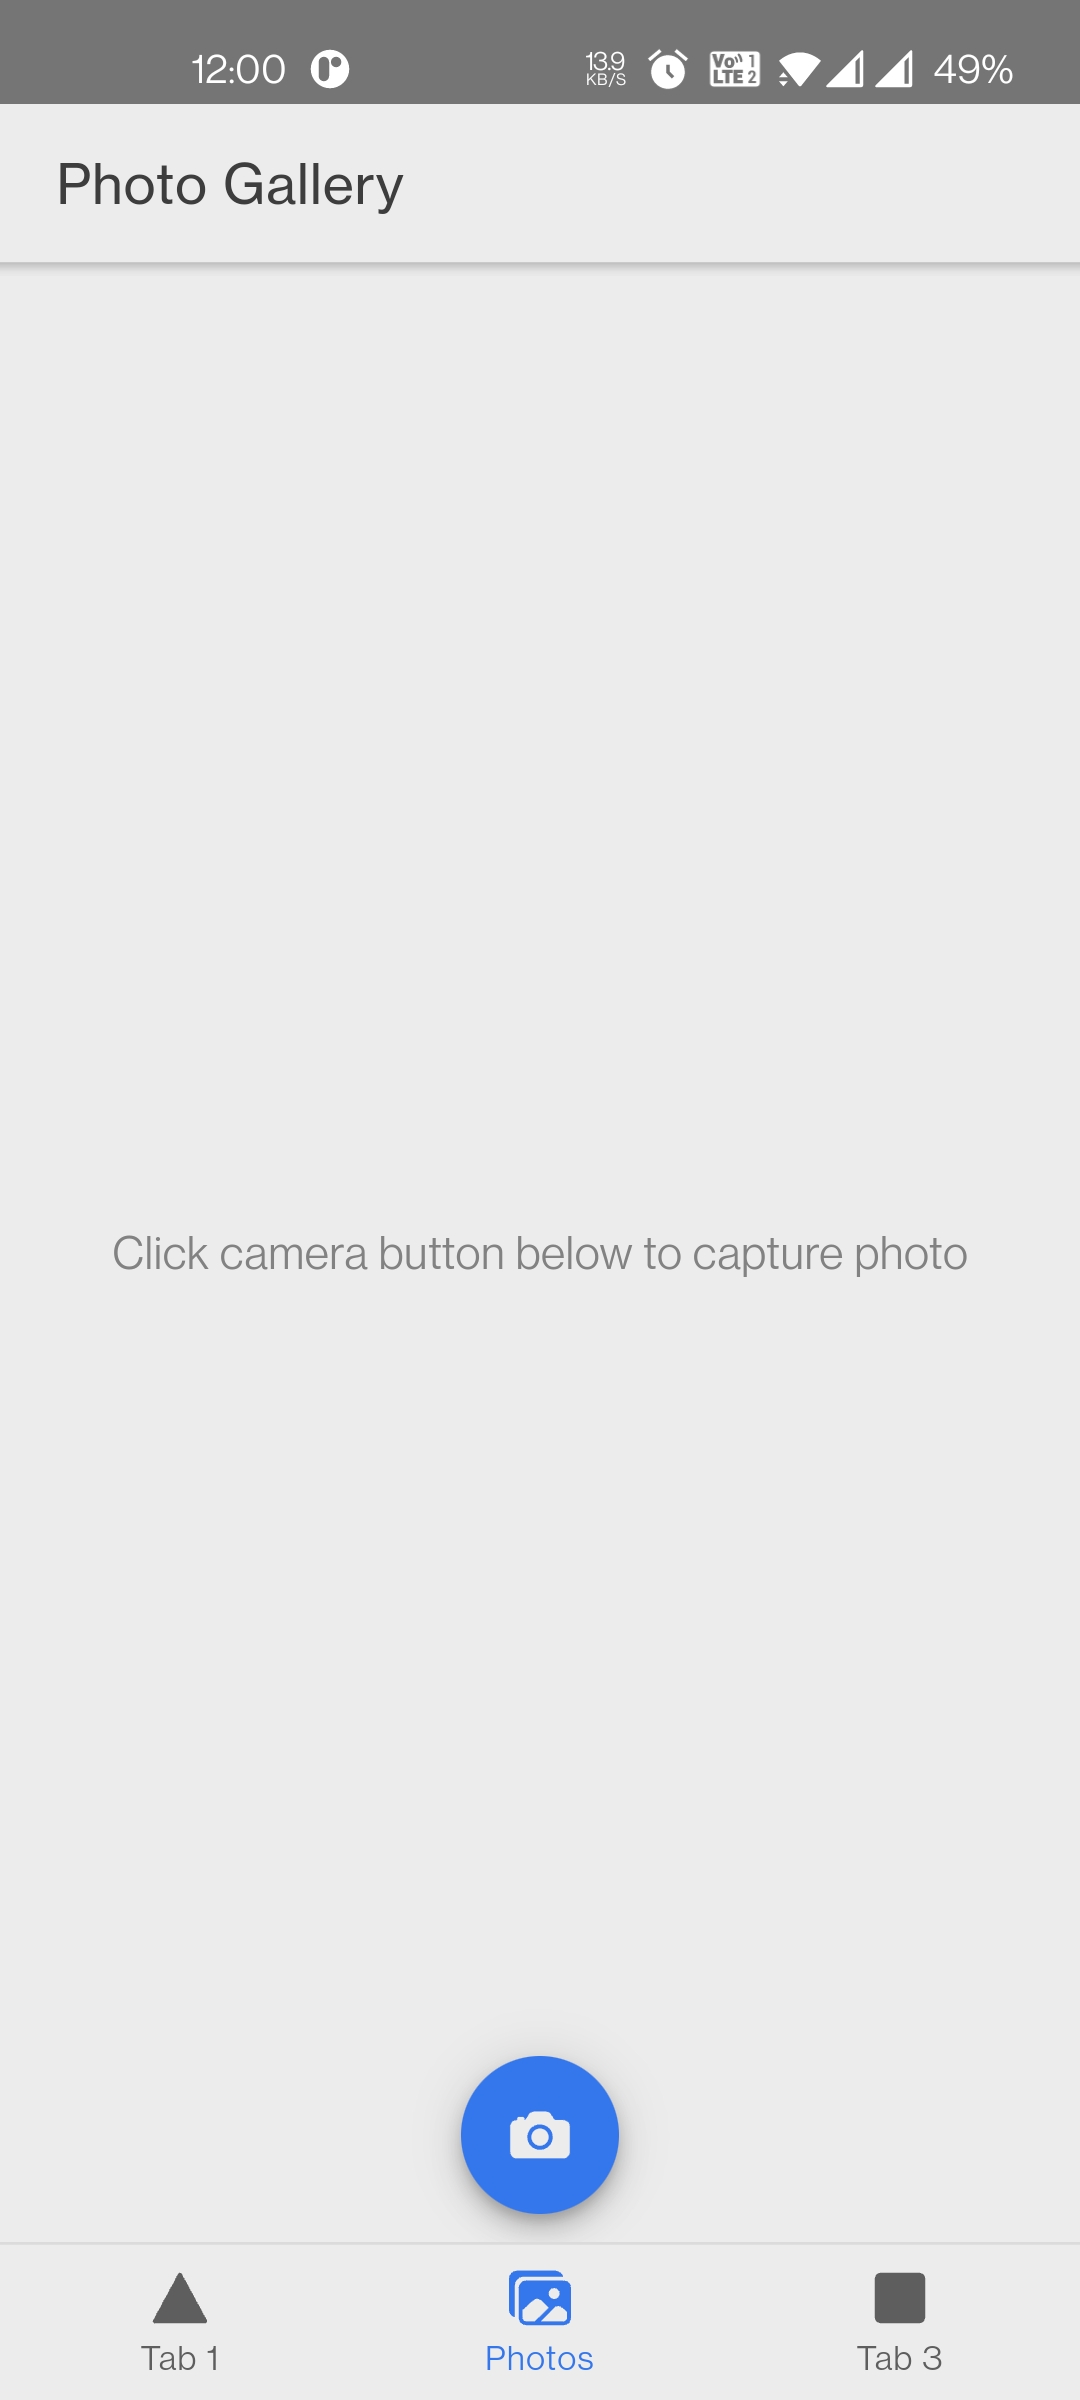 12:00 13.9 KB/S Vo 1 LTE 2 49%
Photo Gallery
Click camera button below to capture photo
Tab 1 Photos Tab 3